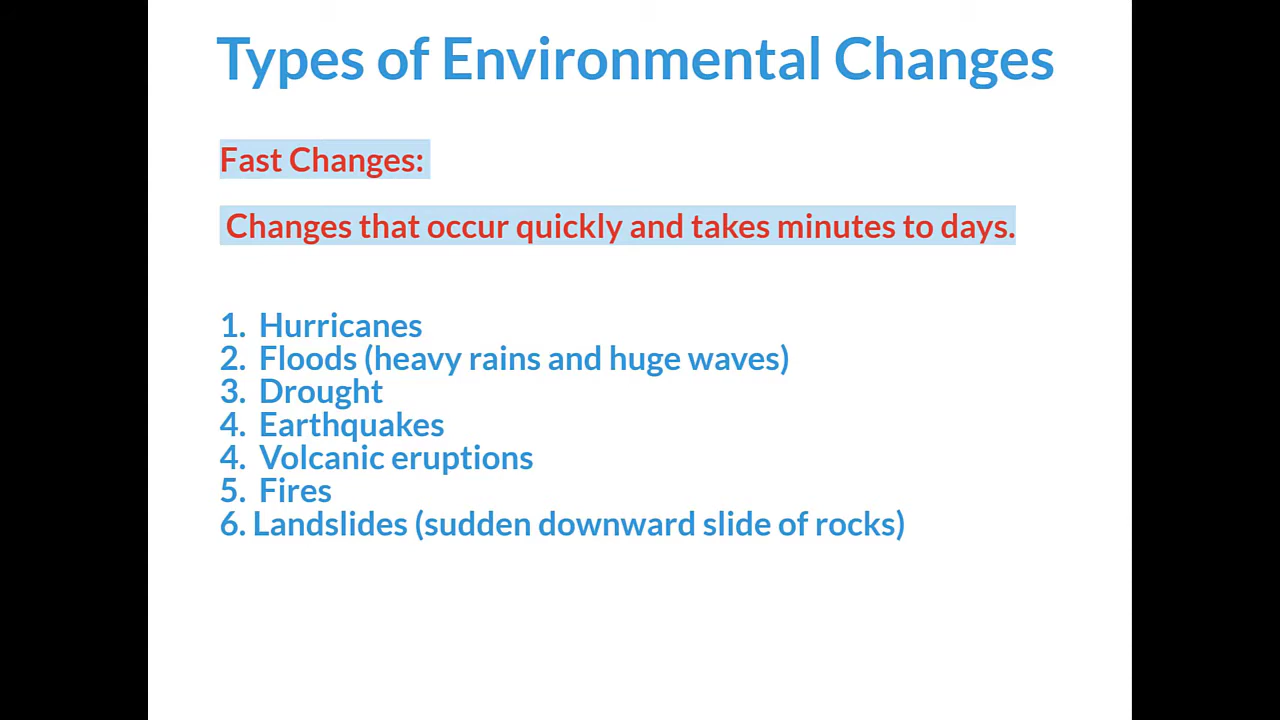 Types of Environmental Changes
Fast Changes:
Changes that occur quickly and takes minutes to days.
1. Hurricanes
2. Floods (heavy rains and huge waves)
3. Drought
4. Earthquakes
4. Volcanic eruptions
5. Fires
6. Landslides (sudden downward slide of rocks)